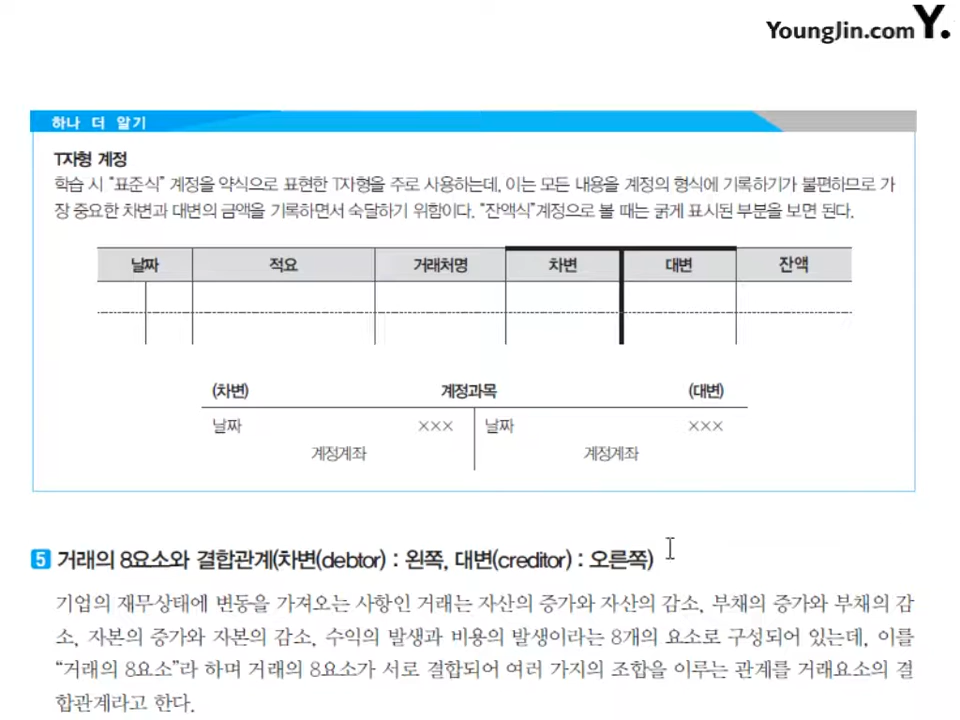 YoungJin.com Y.
하나 더 알기
T자형 계정
학습 시 "표준식" 계정을 약식으로 표현한 T자형을 주로 사용하는데, 이는 모든 내용을 계정의 형식에 기록하기가 불편하므로 가
장 중요한 차변과 대변의 금액을 기록하면서 숙달하기 위함이다. "잔액식"계정으로 볼 때는 굵게 표시된 부분을 보면 된다.
날짜 적요 거래처명 차변 대변 잔액
(차변) 계정과목 (대변)
날짜 ××× 날짜 ×××
계정계좌 계정계좌
5 거래의 8요소와 결합관계(차변(debtor) : 왼쪽, 대변(creditor) : 오른쪽)
기업의 재무상태에 변동을 가져오는 사항인 거래는 자산의 증가와 자산의 감소, 부채의 증가와 부채의 감
소, 자본의 증가와 자본의 감소, 수익의 발생과 비용의 발생이라는 8개의 요소로 구성되어 있는데, 이를
"거래의 8요소"라 하며 거래의 8요소가 서로 결합되어 여러 가지의 조합을 이루는 관계를 거래요소의 결
합관계라고 한다.